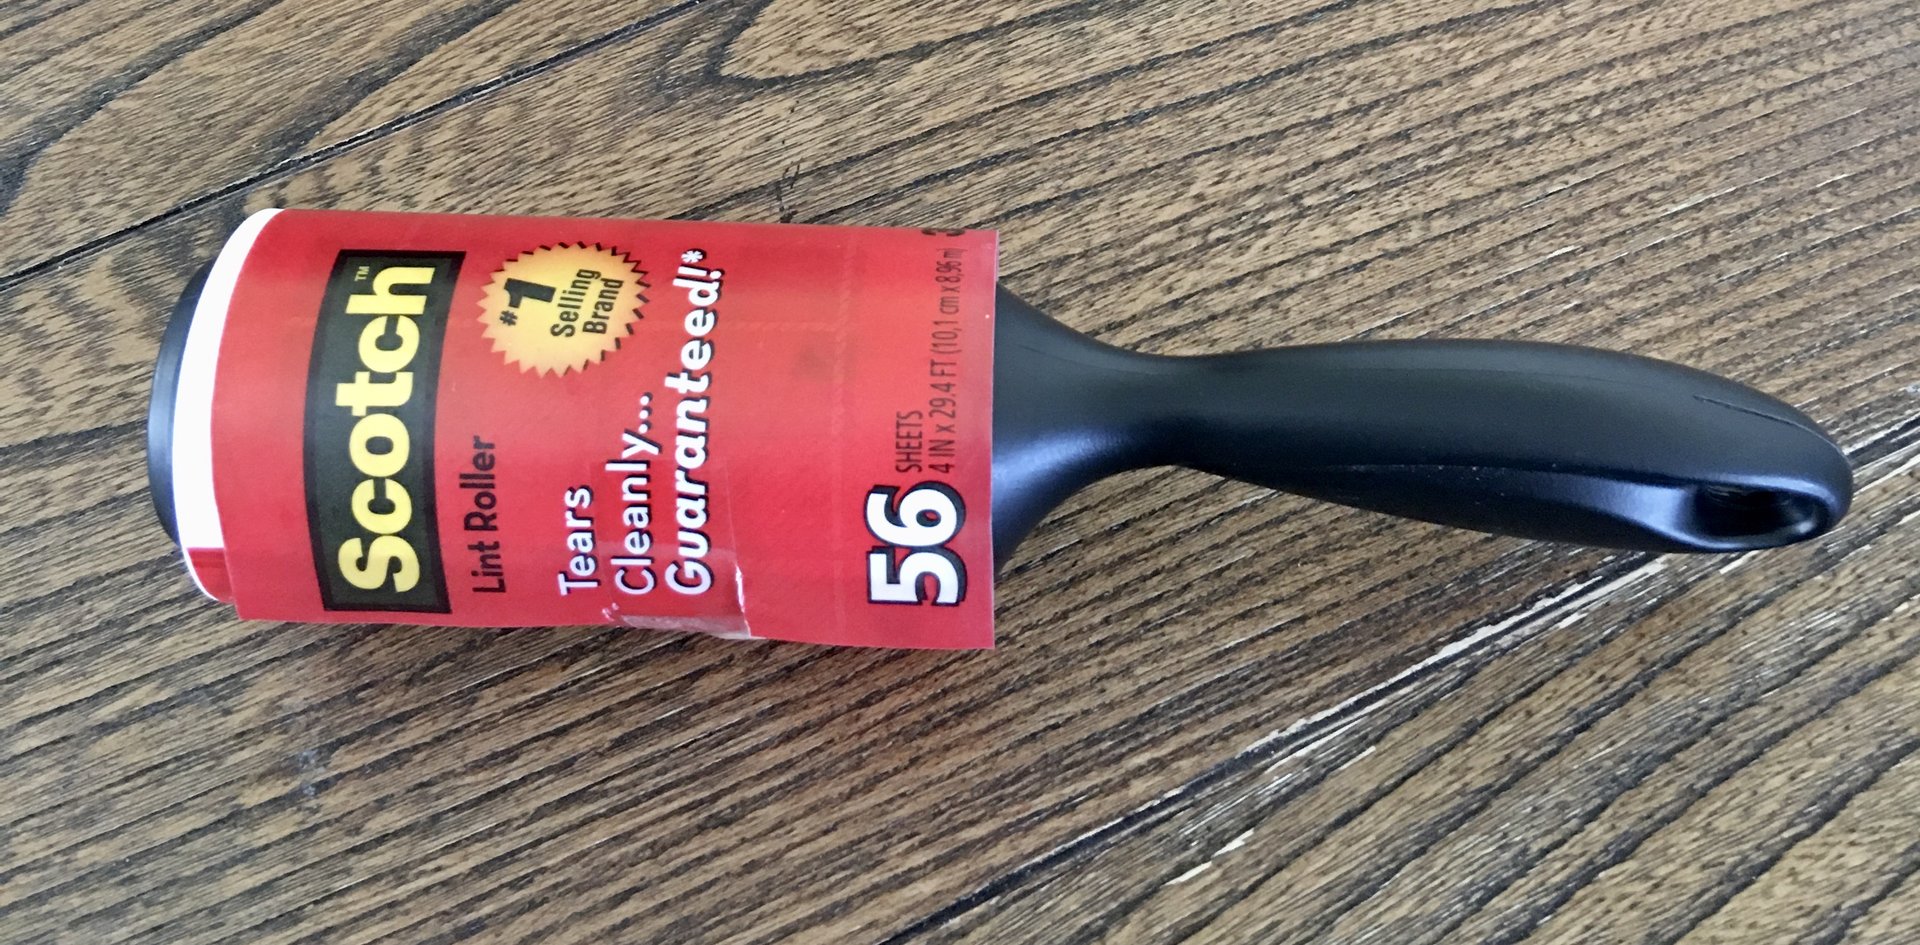 Scotch™
Lint Roller
#1
Selling
Brand
Tears
Cleanly...
Guaranteed!*
56 SHEETS
4 IN x 29.4 FT (10,1 cm x 8,96 m)